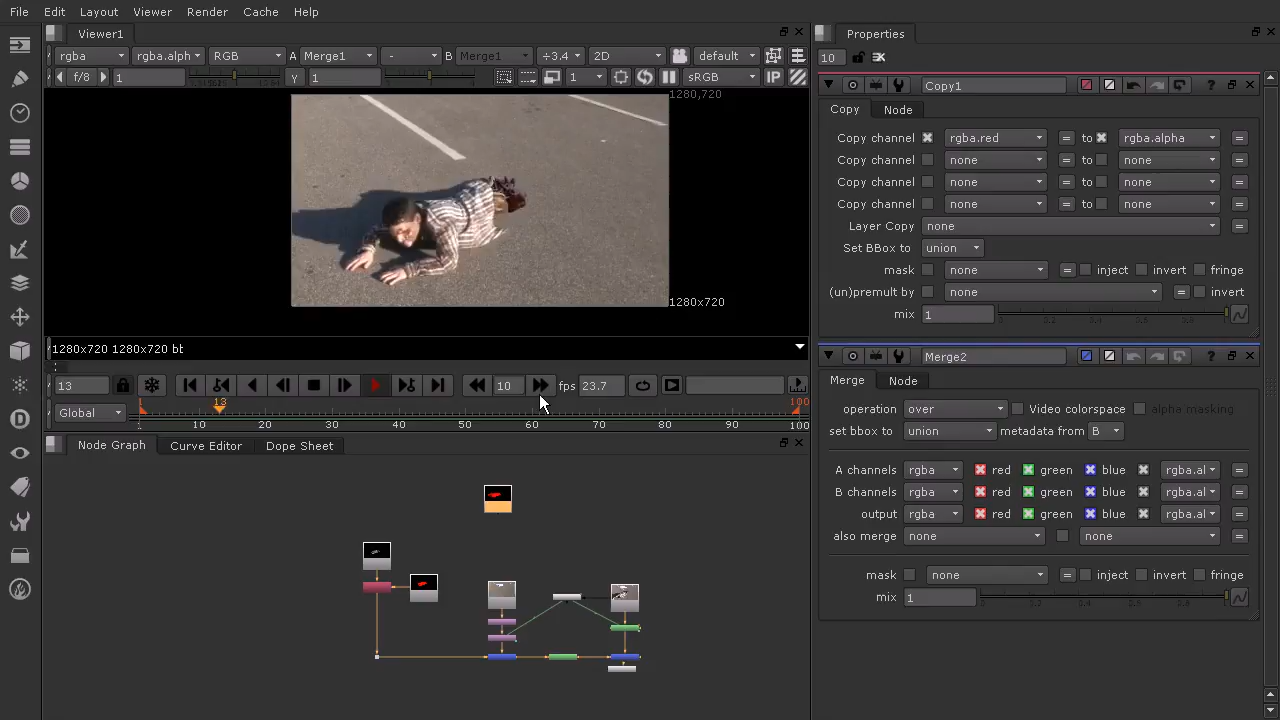 File Edit Layout Viewer Render Cache Help
Viewer1
rgba rgba.alph RGB A Merge1 - B Merge1 ÷3.4 2D default
f/8 1 Y 1 1 sRGB IP
1280,720
1280x720
1280x720 1280x720 bt
13 10 fps 23.7
Global 1 13 100
1 10 20 30 40 50 60 70 80 90 100
Node Graph Curve Editor Dope Sheet
Properties
10
Copy1 ?
Copy Node
Copy channel rgba.red = to rgba.alpha =
Copy channel none = to none =
Copy channel none = to none =
Copy channel none = to none =
Layer Copy none =
Set BBox to union
mask none = inject invert fringe
(un)premult by none = invert
mix 1
Merge2 ?
Merge Node
operation over Video colorspace alpha masking
set bbox to union metadata from B
A channels rgba red green blue rgba.al =
B channels rgba red green blue rgba.al =
output rgba red green blue rgba.al =
also merge none none =
mask none = inject invert fringe
mix 1